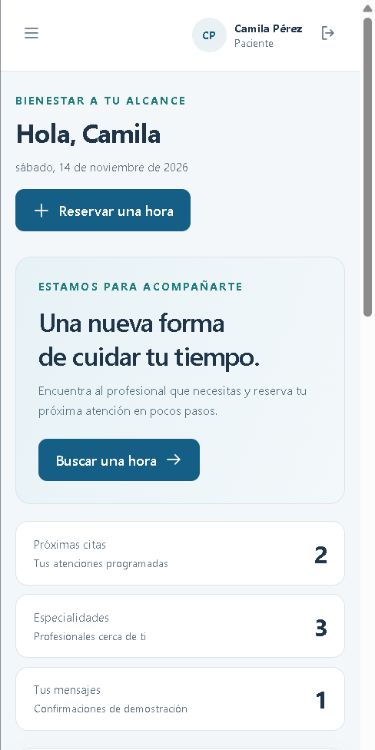 CP
Camila Pérez
Paciente
BIENESTAR A TU ALCANCE
Hola, Camila
sábado, 14 de noviembre de 2026
Reservar una hora
ESTAMOS PARA ACOMPAÑARTE
Una nueva forma
de cuidar tu tiempo.
Encuentra al profesional que necesitas y reserva tu
próxima atención en pocos pasos.
Buscar una hora
Próximas citas
Tus atenciones programadas
2
Especialidades
Profesionales cerca de ti
3
Tus mensajes
Confirmaciones de demostración
1